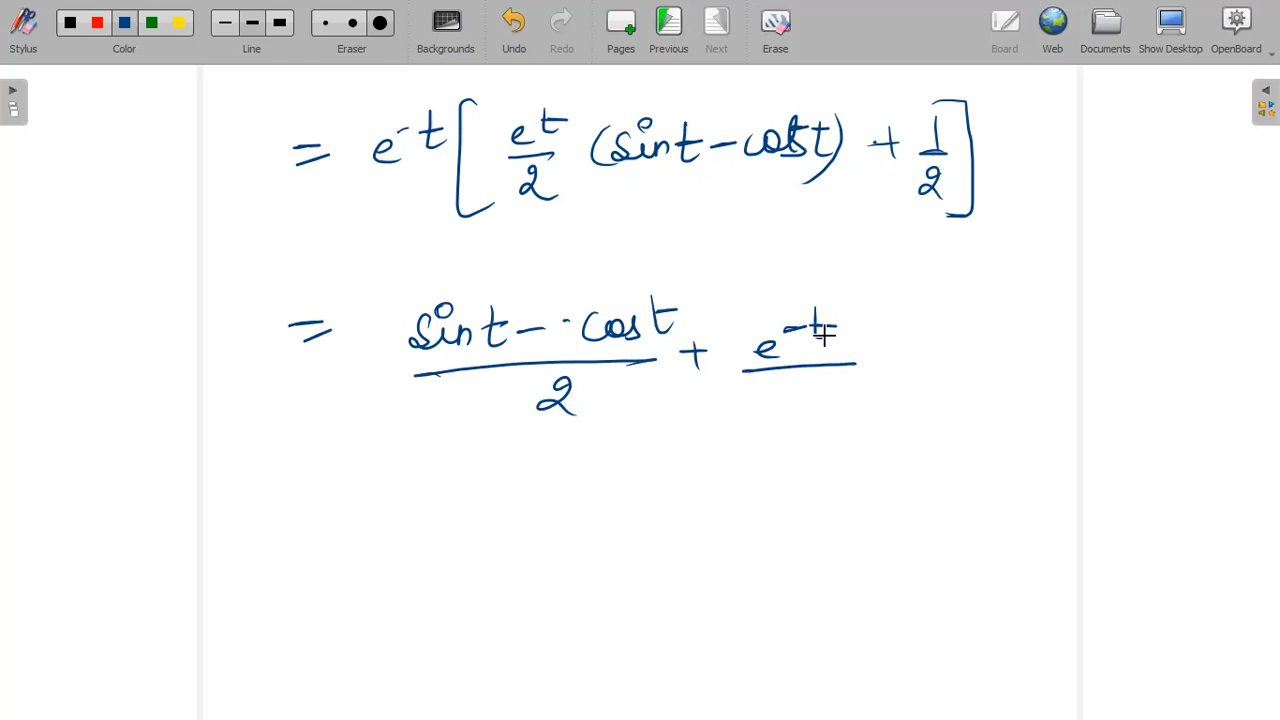 Stylus Color Line Eraser Backgrounds Undo Redo Pages Previous Next Erase Board Web Documents Show Desktop OpenBoard
= e^{-t} [ e^t/2 (sint - cost) + 1/2 ]
= (sint - cost)/2 + e^{-t}/